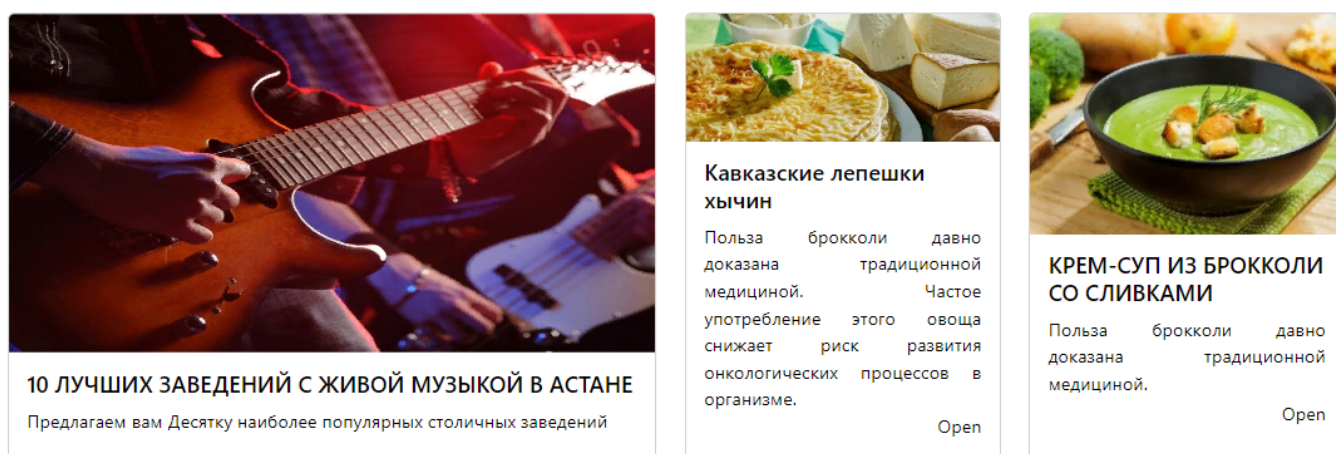 10 ЛУЧШИХ ЗАВЕДЕНИЙ С ЖИВОЙ МУЗЫКОЙ В АСТАНЕ
Предлагаем вам Десятку наиболее популярных столичных заведений
Кавказские лепешки
хычин
Польза брокколи давно
доказана традиционной
медициной. Частое
употребление этого овоща
снижает риск развития
онкологических процессов в
организме.
Open
КРЕМ-СУП ИЗ БРОККОЛИ
СО СЛИВКАМИ
Польза брокколи давно
доказана традиционной
медициной.
Open